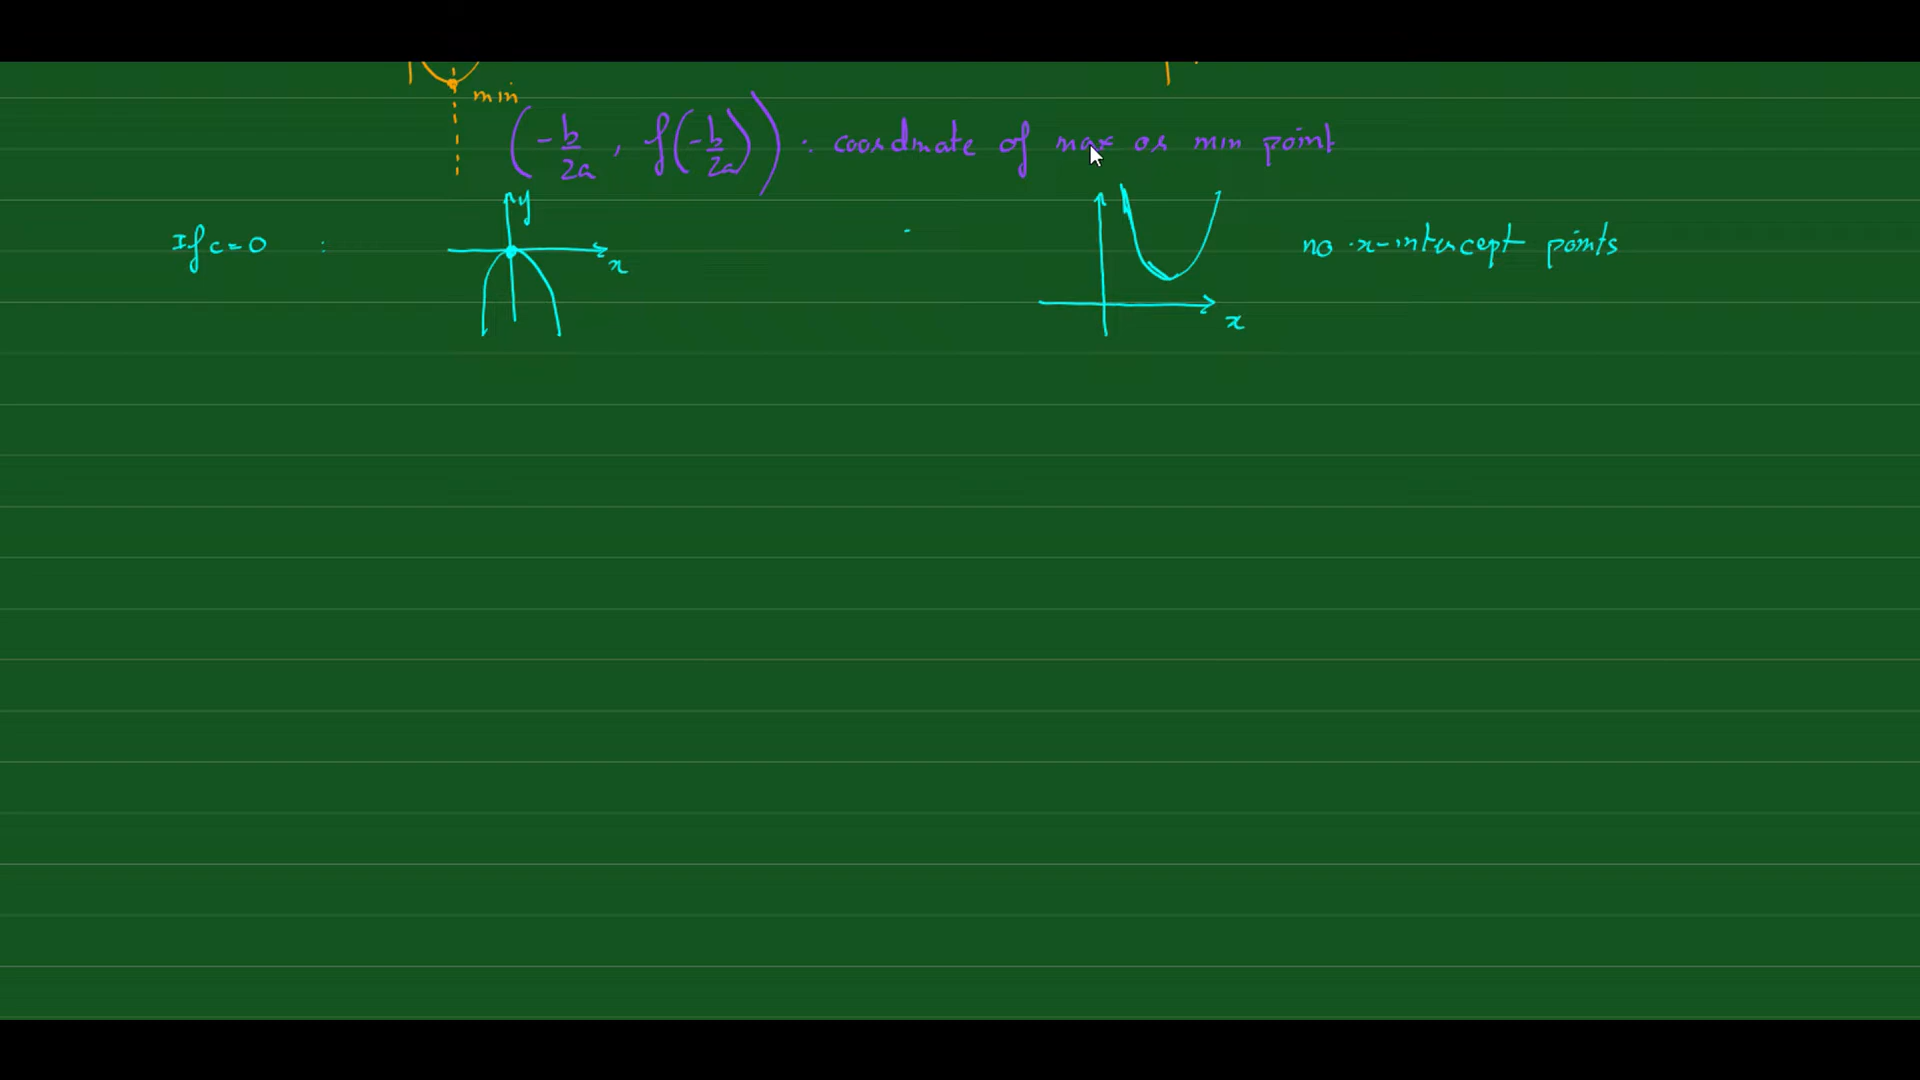 min
(-b/2a , f(-b/2a)) : coordinate of max or min point
If c=0 : y x
no x-intercept points
x